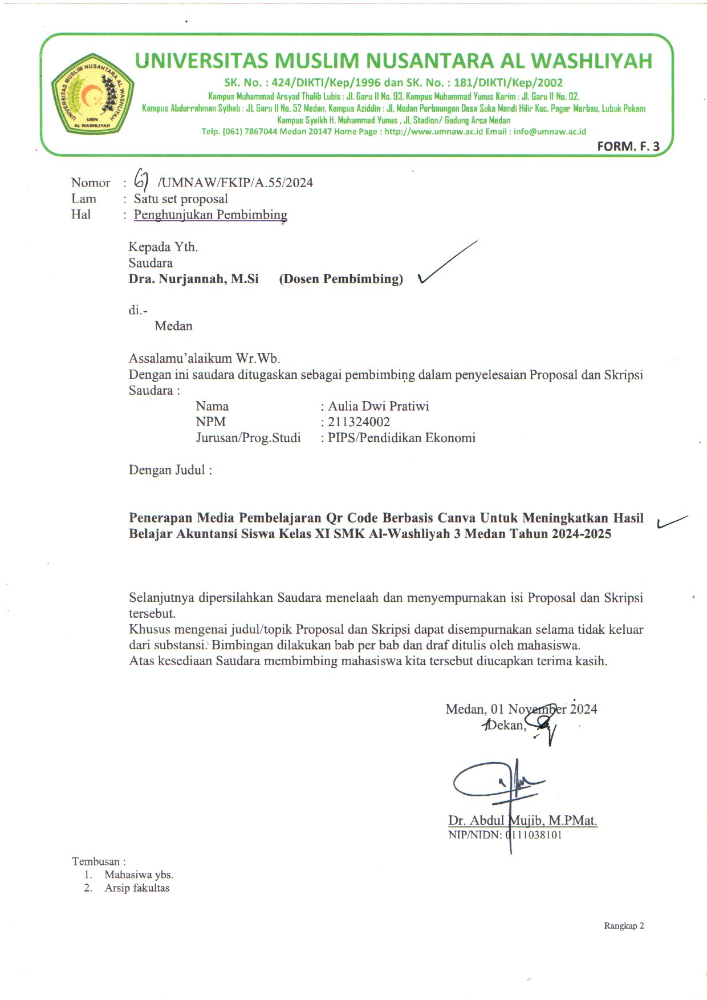 UNIVERSITAS MUSLIM NUSANTARA AL WASHLIYAH
SK. No. : 424/DIKTI/Kep/1996 dan SK. No. : 181/DIKTI/Kep/2002
Kampus Muhammad Arsyad Thalib Lubis : Jl. Garu II No. 93, Kampus Muhammad Yunus Karim : Jl. Garu II No. 02,
Kampus Abdurrahman Syihab : Jl. Garu II No. 52 Medan, Kampus Aziddin : Jl. Medan Perbaungan Desa Suka Mandi Hilir Kec. Pagar Merbau, Lubuk Pakam
Kampus Syeikh H. Muhammad Yunus , Jl. Stadion/ Gedung Arca Medan
Telp. (061) 7867044 Medan 20147 Home Page : http://www.umnaw.ac.id Email : info@umnaw.ac.id
UNIVERSITAS MUSLIM NUSANTARA AL WASHLIYAH
UMN
AL WASHLIYAH
FORM. F. 3
Nomor : /UMNAW/FKIP/A.55/2024
Lam : Satu set proposal
Hal : Penghunjukan Pembimbing
Kepada Yth.
Saudara
Dra. Nurjannah, M.Si (Dosen Pembimbing)
di.-
Medan
Assalamu’alaikum Wr.Wb.
Dengan ini saudara ditugaskan sebagai pembimbing dalam penyelesaian Proposal dan Skripsi
Saudara :
Nama : Aulia Dwi Pratiwi
NPM : 211324002
Jurusan/Prog.Studi : PIPS/Pendidikan Ekonomi
Dengan Judul :
Penerapan Media Pembelajaran Qr Code Berbasis Canva Untuk Meningkatkan Hasil
Belajar Akuntansi Siswa Kelas XI SMK Al-Washliyah 3 Medan Tahun 2024-2025
Selanjutnya dipersilahkan Saudara menelaah dan menyempurnakan isi Proposal dan Skripsi
tersebut.
Khusus mengenai judul/topik Proposal dan Skripsi dapat disempurnakan selama tidak keluar
dari substansi. Bimbingan dilakukan bab per bab dan draf ditulis oleh mahasiswa.
Atas kesediaan Saudara membimbing mahasiswa kita tersebut diucapkan terima kasih.
Medan, 01 November 2024
Dekan,
Dr. Abdul Mujib, M.PMat.
NIP/NIDN: 0111038101
Tembusan :
1. Mahasiwa ybs.
2. Arsip fakultas
Rangkap 2